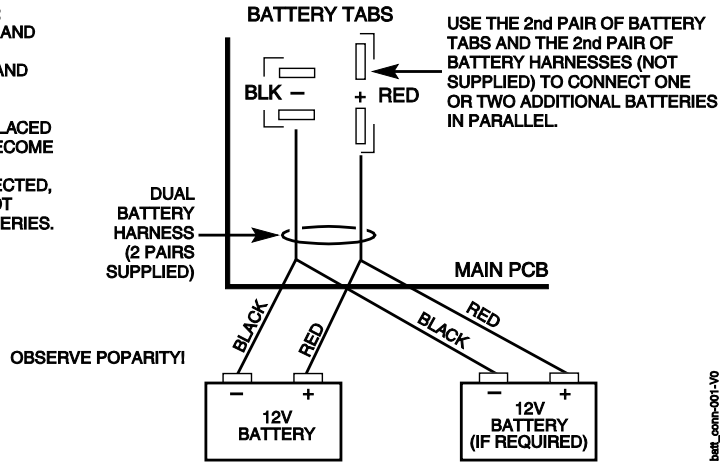 AND
AND
LACED
ECOME
ECTED,
OT
ERIES.
BATTERY TABS
BLK –
+ RED
USE THE 2nd PAIR OF BATTERY
TABS AND THE 2nd PAIR OF
BATTERY HARNESSES (NOT
SUPPLIED) TO CONNECT ONE
OR TWO ADDITIONAL BATTERIES
IN PARALLEL.
DUAL
BATTERY
HARNESS
(2 PAIRS
SUPPLIED)
MAIN PCB
BLACK
RED
BLACK
RED
OBSERVE POPARITY!
– +
12V
BATTERY
– +
12V
BATTERY
(IF REQUIRED)
batt_conn-001-V0